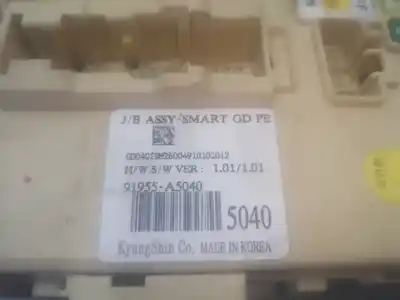 J/B ASSY-SMART GD PE
H/W.S/W VER : 1.01/1.01
91955-A5040
5040
Kyungshin Co. MADE IN KOREA